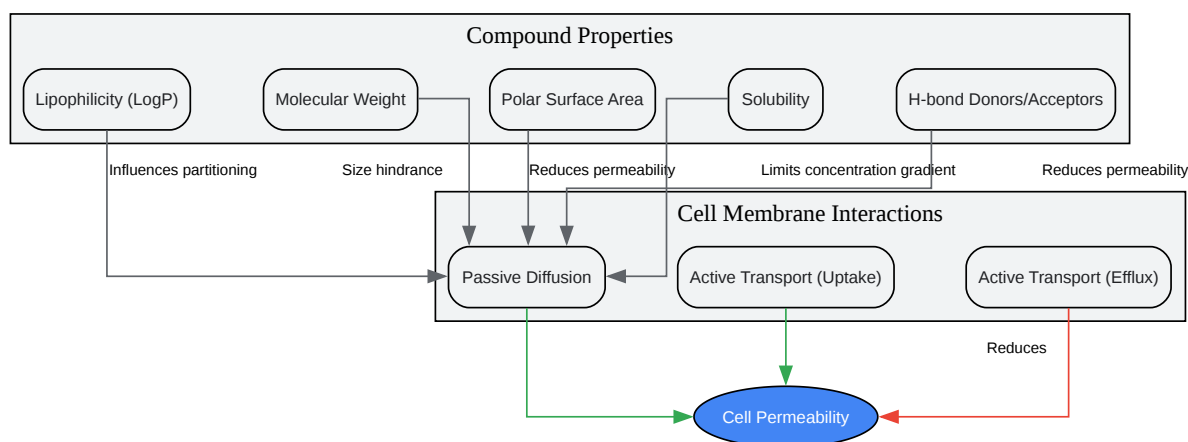 Compound Properties
Lipophilicity (LogP)
Molecular Weight
Polar Surface Area
Solubility
H-bond Donors/Acceptors
Influences partitioning
Size hindrance
Reduces permeability
Limits concentration gradient
Reduces permeability
Cell Membrane Interactions
Passive Diffusion
Active Transport (Uptake)
Active Transport (Efflux)
Reduces
Cell Permeability